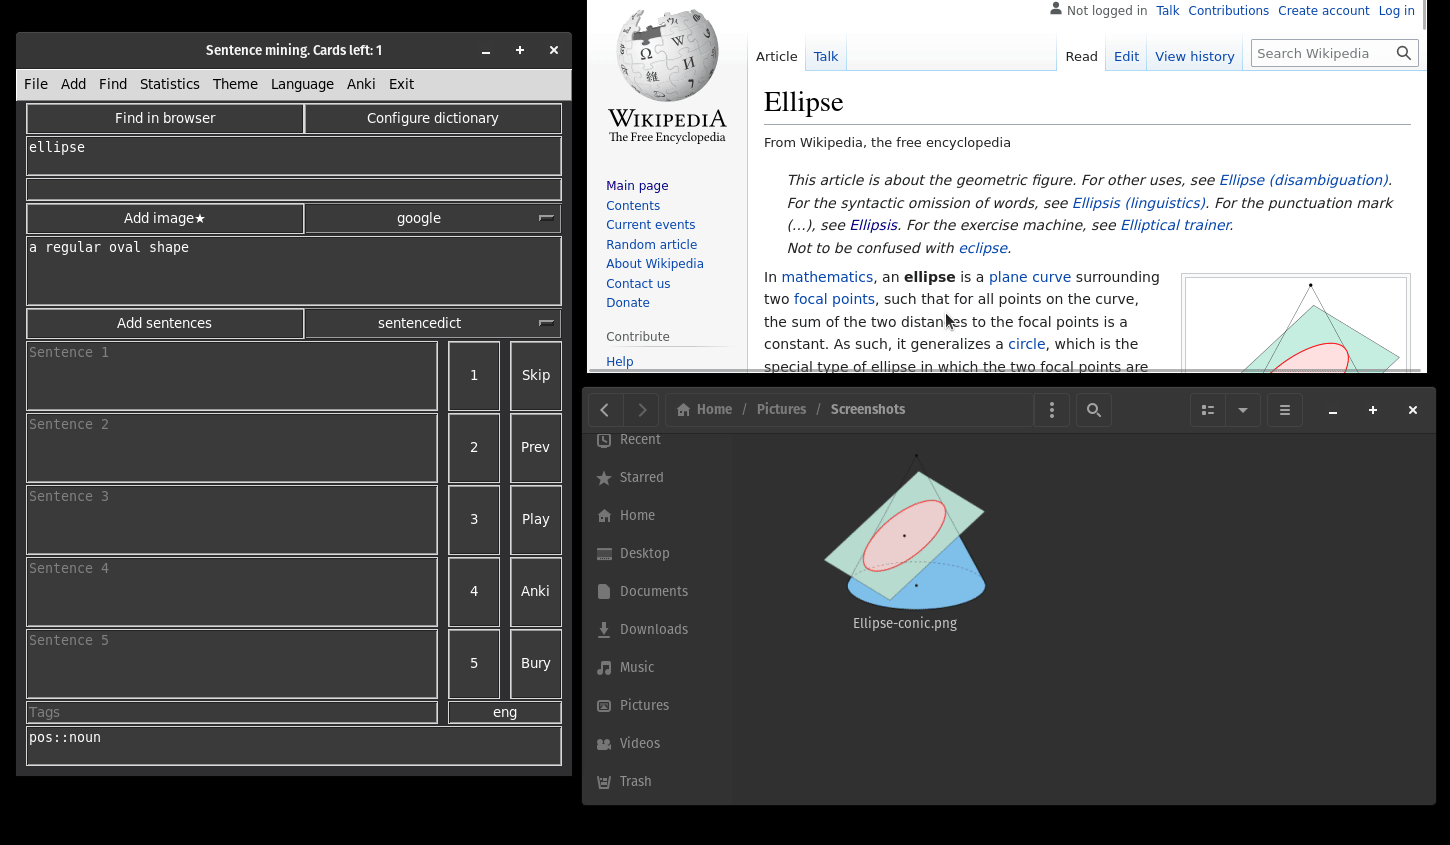 Sentence mining. Cards left: 1
File Add Find Statistics Theme Language Anki Exit
Find in browser Configure dictionary
ellipse
Add image★ google
a regular oval shape
Add sentences sentencedict
Sentence 1
1 Skip
Sentence 2
2 Prev
Sentence 3
3 Play
Sentence 4
4 Anki
Sentence 5
5 Bury
Tags eng
pos::noun
Not logged in Talk Contributions Create account Log in
Article Talk Read Edit View history Search Wikipedia
WIKIPEDIA
The Free Encyclopedia
Main page
Contents
Current events
Random article
About Wikipedia
Contact us
Donate
Contribute
Help
Ellipse
From Wikipedia, the free encyclopedia
This article is about the geometric figure. For other uses, see Ellipse (disambiguation).
For the syntactic omission of words, see Ellipsis (linguistics). For the punctuation mark
(…), see Ellipsis. For the exercise machine, see Elliptical trainer.
Not to be confused with eclipse.
In mathematics, an ellipse is a plane curve surrounding
two focal points, such that for all points on the curve,
the sum of the two distances to the focal points is a
constant. As such, it generalizes a circle, which is the
special type of ellipse in which the two focal points are
Home / Pictures / Screenshots
Recent
Starred
Home
Desktop
Documents
Downloads
Music
Pictures
Videos
Trash
Ellipse-conic.png